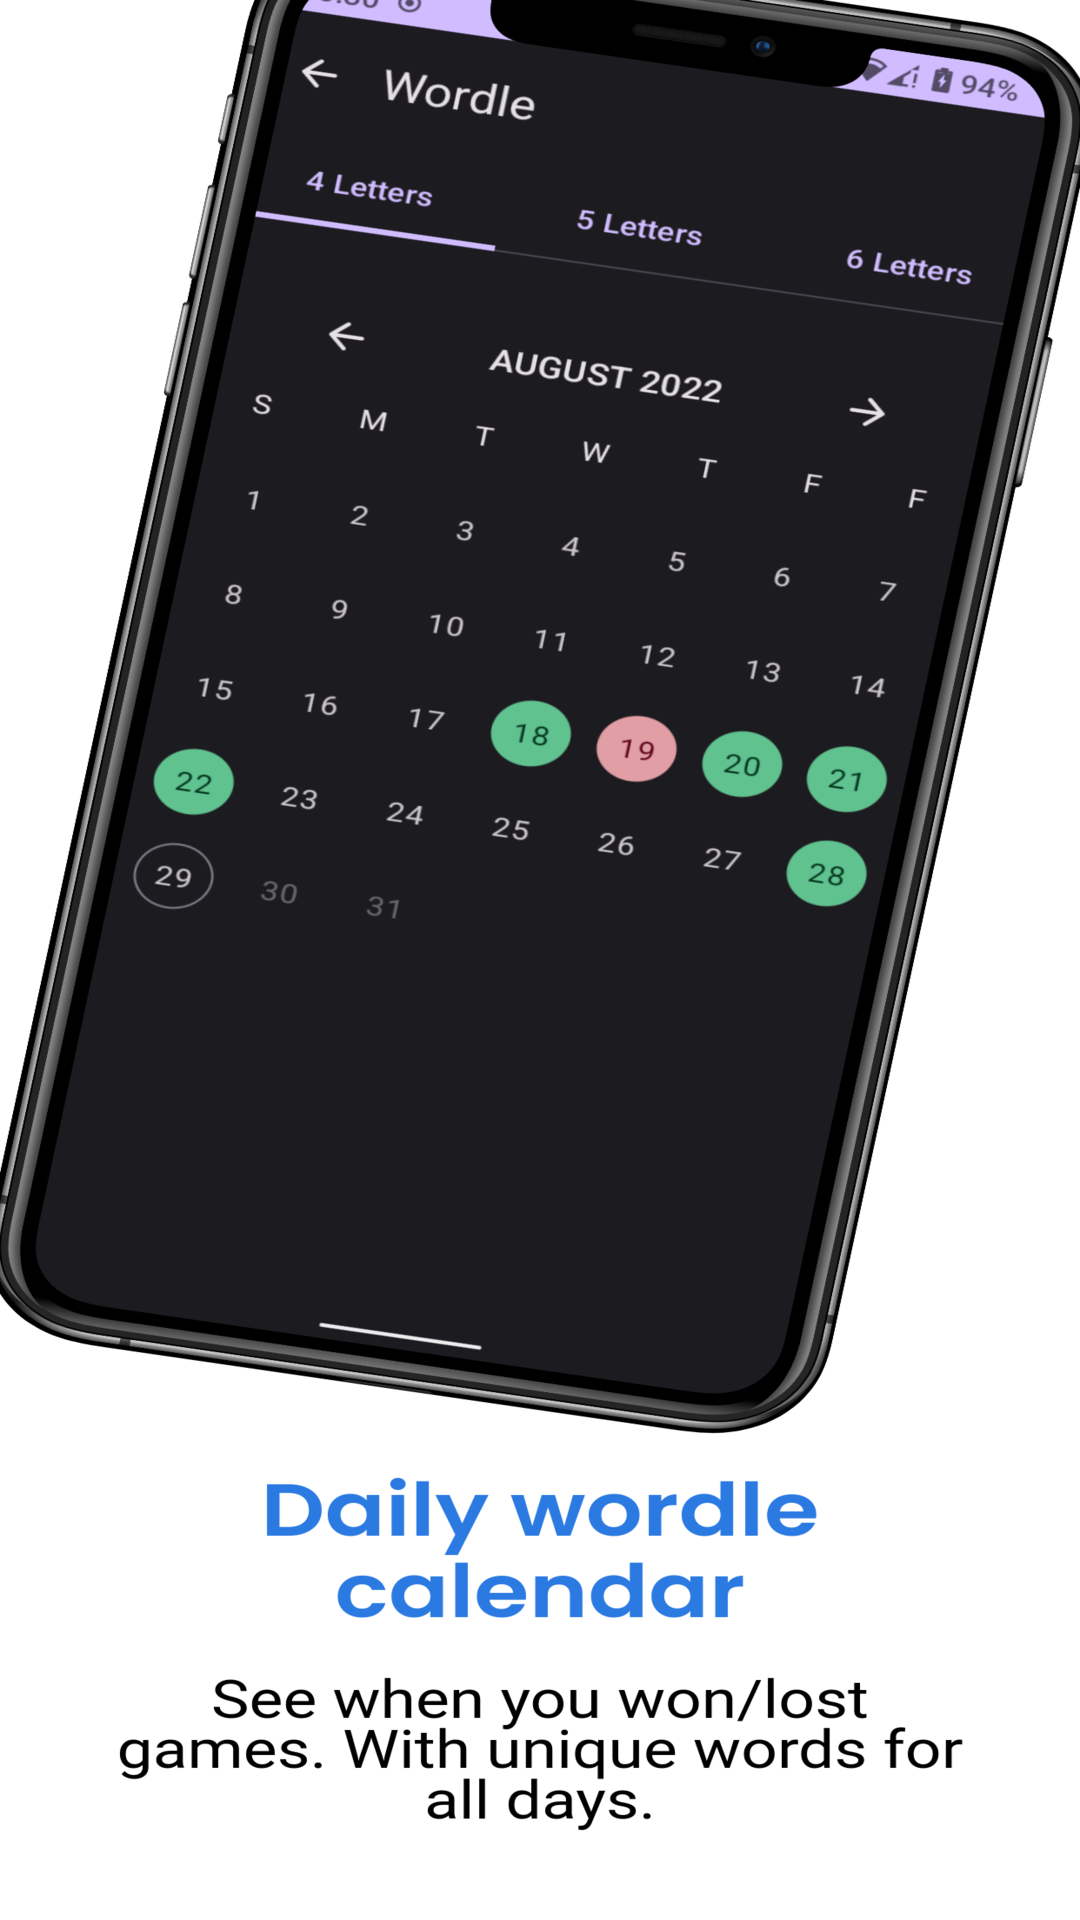 94%
Wordle
4 Letters 5 Letters 6 Letters
AUGUST 2022
S M T W T F F
1 2 3 4 5 6 7
8 9 10 11 12 13 14
15 16 17 18 19 20 21
22 23 24 25 26 27 28
29 30 31
Daily wordle
calendar
See when you won/lost
games. With unique words for
all days.